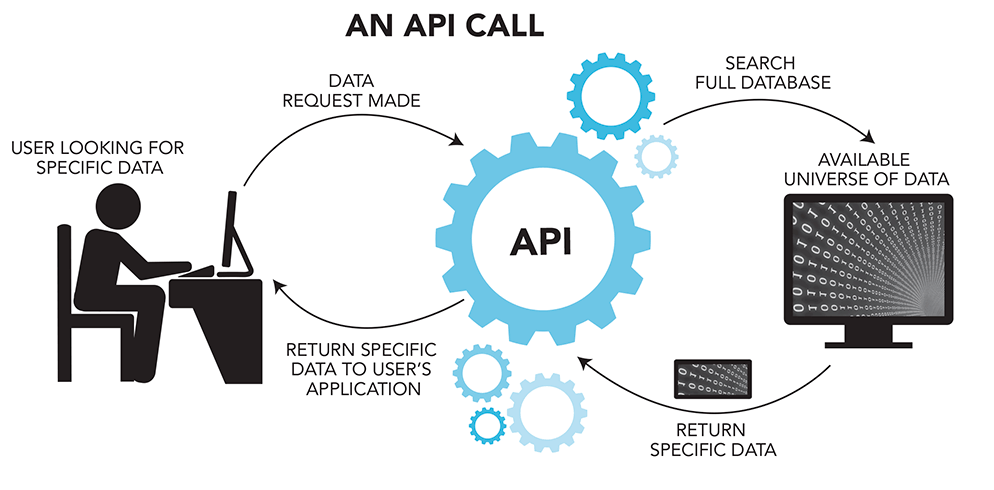 AN API CALL
DATA
REQUEST MADE
SEARCH
FULL DATABASE
USER LOOKING FOR
SPECIFIC DATA
AVAILABLE
UNIVERSE OF DATA
API
RETURN SPECIFIC
DATA TO USER'S
APPLICATION
RETURN
SPECIFIC DATA